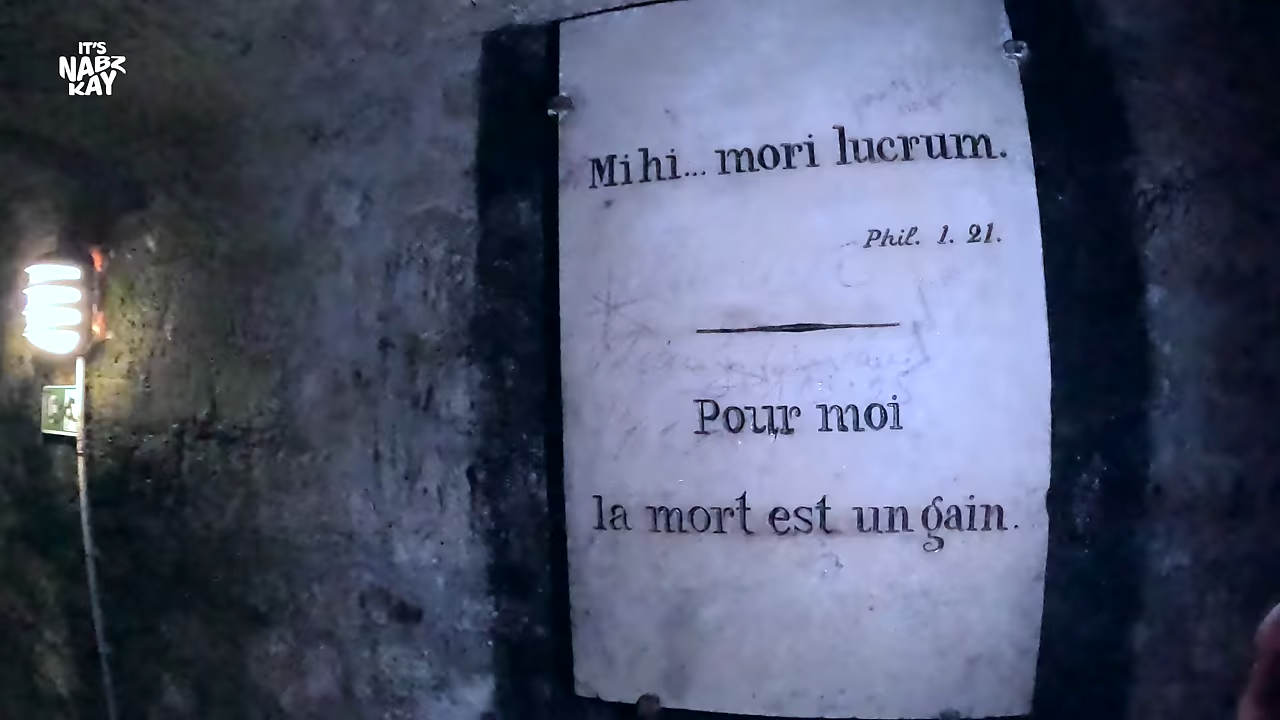 IT'S
NABZ
KAY
Mihi... mori lucrum.
Phil. 1. 21.
Pour moi
la mort est un gain.